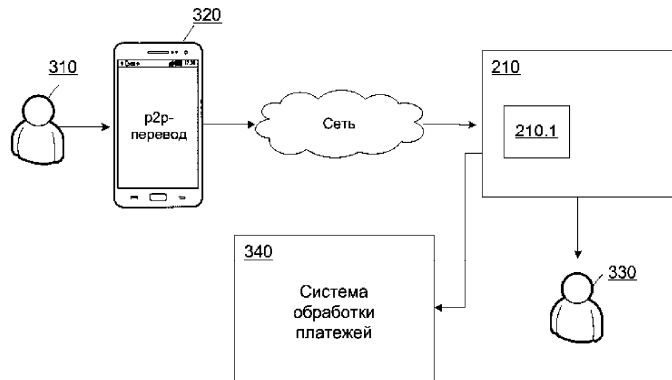 320
310
210
p2p-
перевод
Сеть
210.1
340
Система
обработки
платежей
330